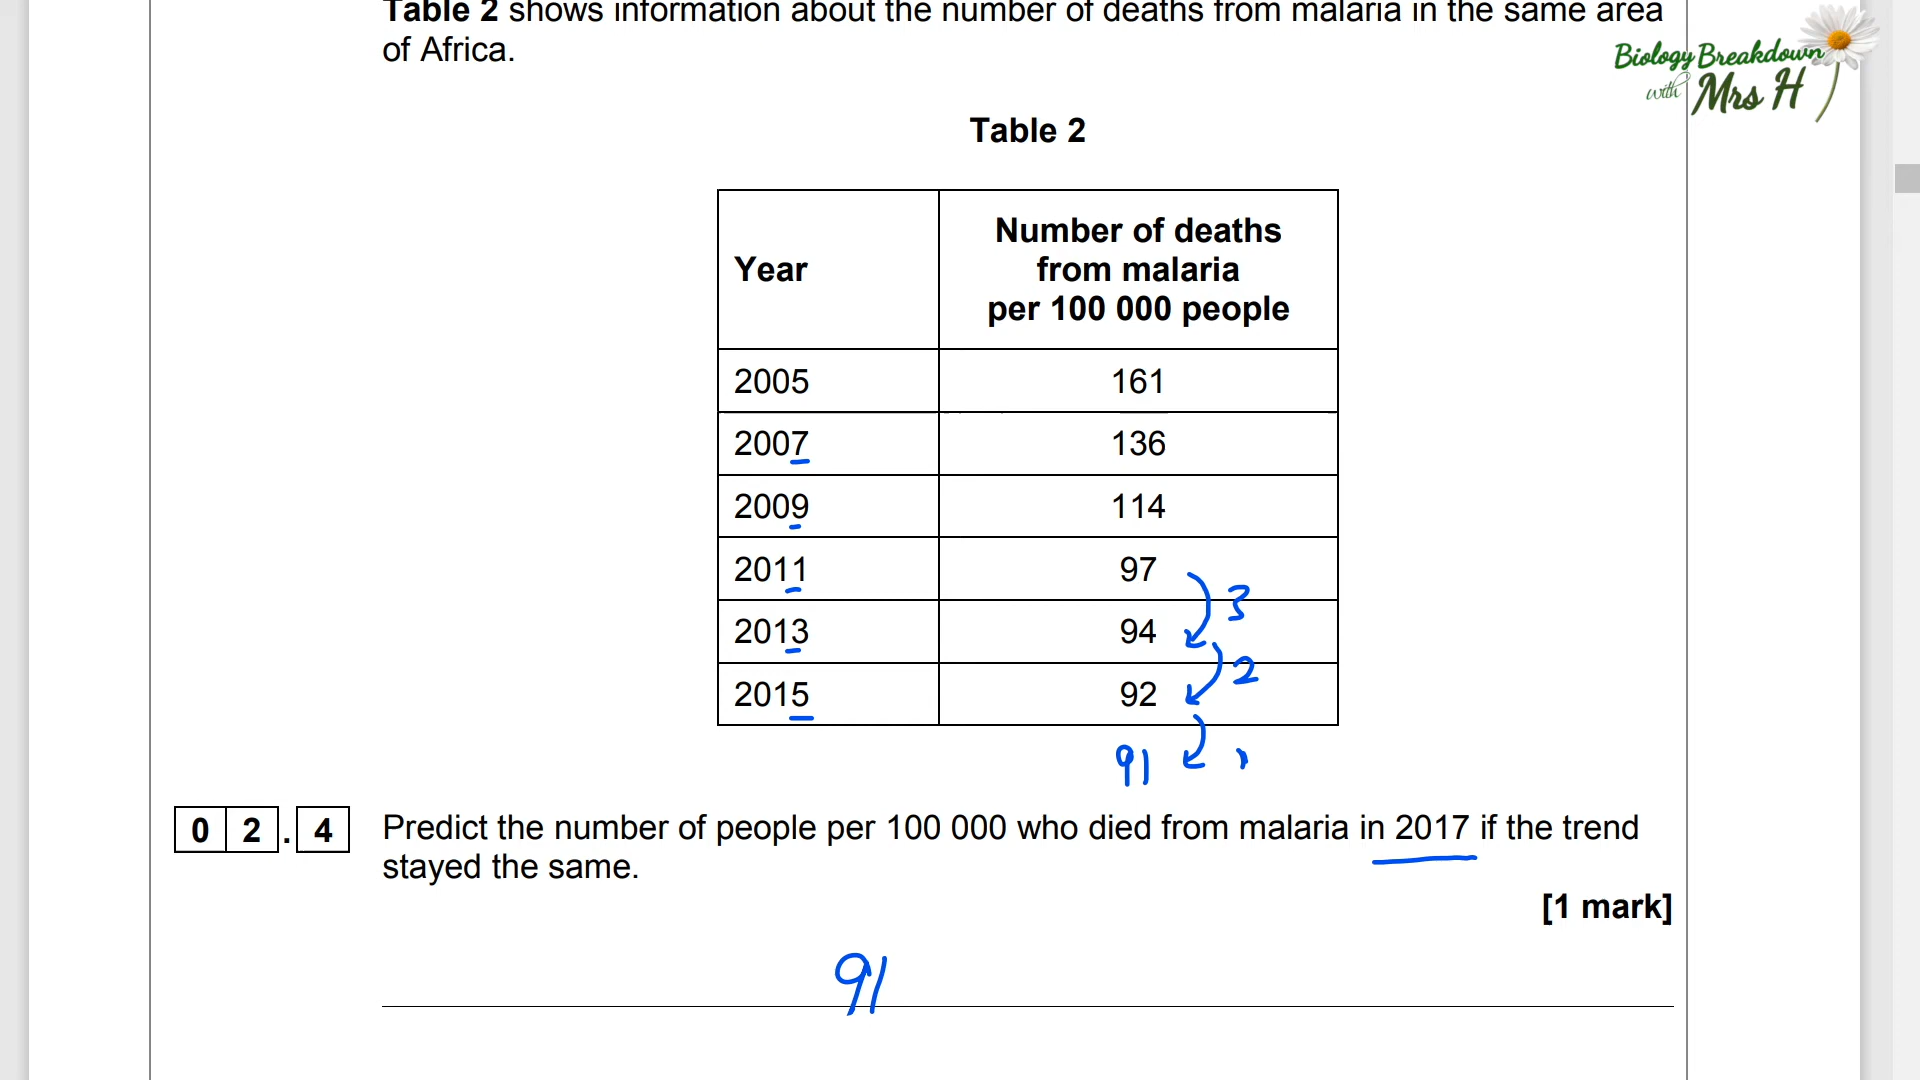 Table 2 shows information about the number of deaths from malaria in the same area
of Africa.
Biology Breakdown
with Mrs H
Table 2
Year
Number of deaths
from malaria
per 100 000 people
2005 161
2007 136
2009 114
2011 97
3
2013 94
2
2015 92
91
02.4 Predict the number of people per 100 000 who died from malaria in 2017 if the trend
stayed the same.
[1 mark]
91